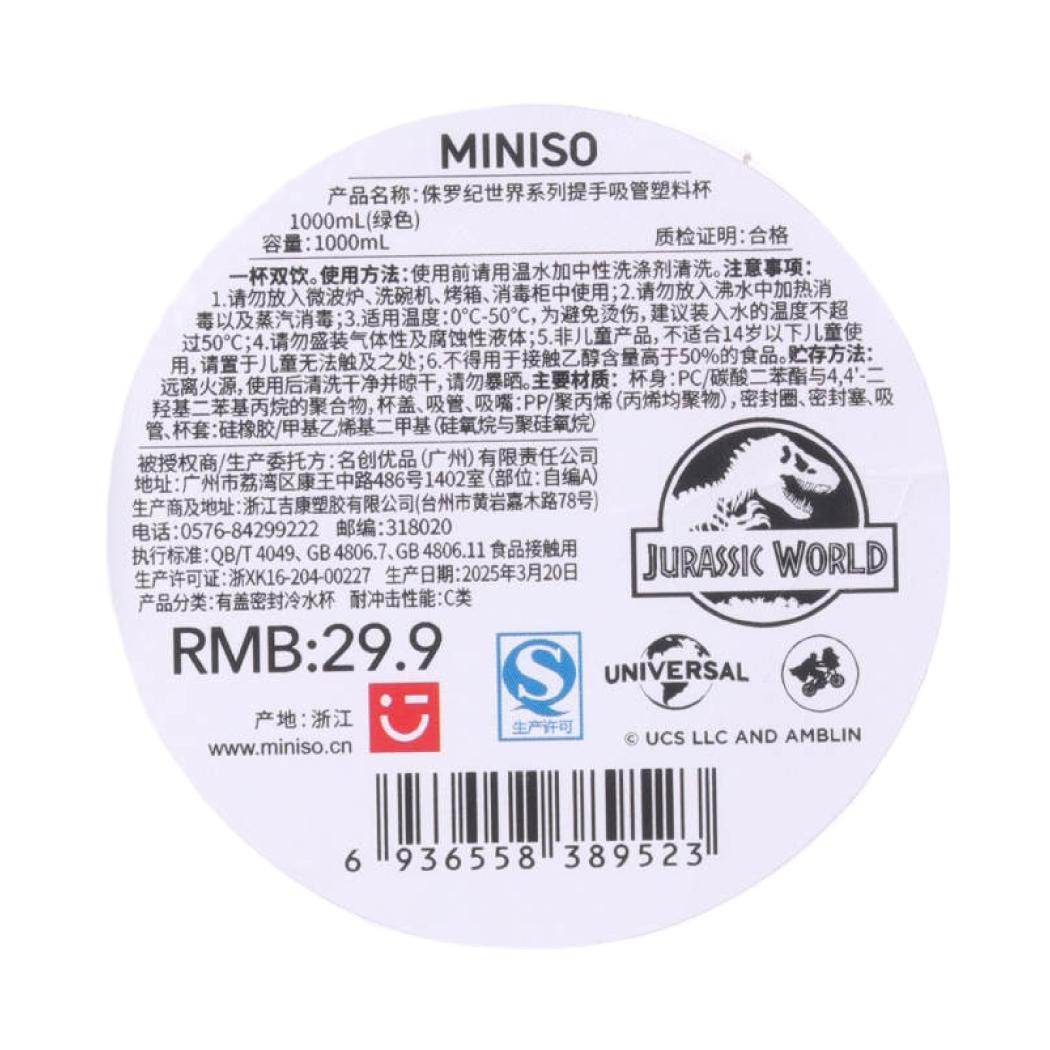 MINISO
产品名称：侏罗纪世界系列提手吸管塑料杯
1000mL(绿色)
容量：1000mL 质检证明：合格
一杯双饮。使用方法：使用前请用温水加中性洗涤剂清洗。注意事项：
1.请勿放入微波炉、洗碗机、烤箱、消毒柜中使用；2.请勿放入沸水中加热消
毒以及蒸汽消毒；3.适用温度：0℃-50℃，为避免烫伤，建议装入水的温度不超
过50℃；4.请勿盛装气体性及腐蚀性液体；5.非儿童产品，不适合14岁以下儿童使
用，请置于儿童无法触及之处；6.不得用于接触乙醇含量高于50%的食品。贮存方法：
远离火源，使用后清洗干净并晾干，请勿暴晒。主要材质：杯身：PC/碳酸二苯酯与4,4'-二
羟基二苯基丙烷的聚合物，杯盖、吸管、吸嘴：PP/聚丙烯（丙烯均聚物），密封圈、密封塞、吸
管、杯套：硅橡胶/甲基乙烯基二甲基（硅氧烷与聚硅氧烷）
被授权商/生产委托方：名创优品（广州）有限责任公司
地址：广州市荔湾区康王中路486号1402室（部位：自编A）
生产商及地址：浙江吉康塑胶有限公司(台州市黄岩嘉木路78号)
电话：0576-84299222 邮编：318020
执行标准：QB/T 4049、GB 4806.7、GB 4806.11 食品接触用
生产许可证：浙XK16-204-00227 生产日期：2025年3月20日
产品分类：有盖密封冷水杯 耐冲击性能：C类
JURASSIC WORLD
RMB:29.9
生产许可
UNIVERSAL
产地：浙江
www.miniso.cn
© UCS LLC AND AMBLIN
6 936558 389523